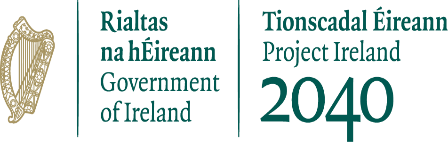 Rialtas
na hÉireann
Government
of Ireland
Tionscadal Éireann
Project Ireland
2040